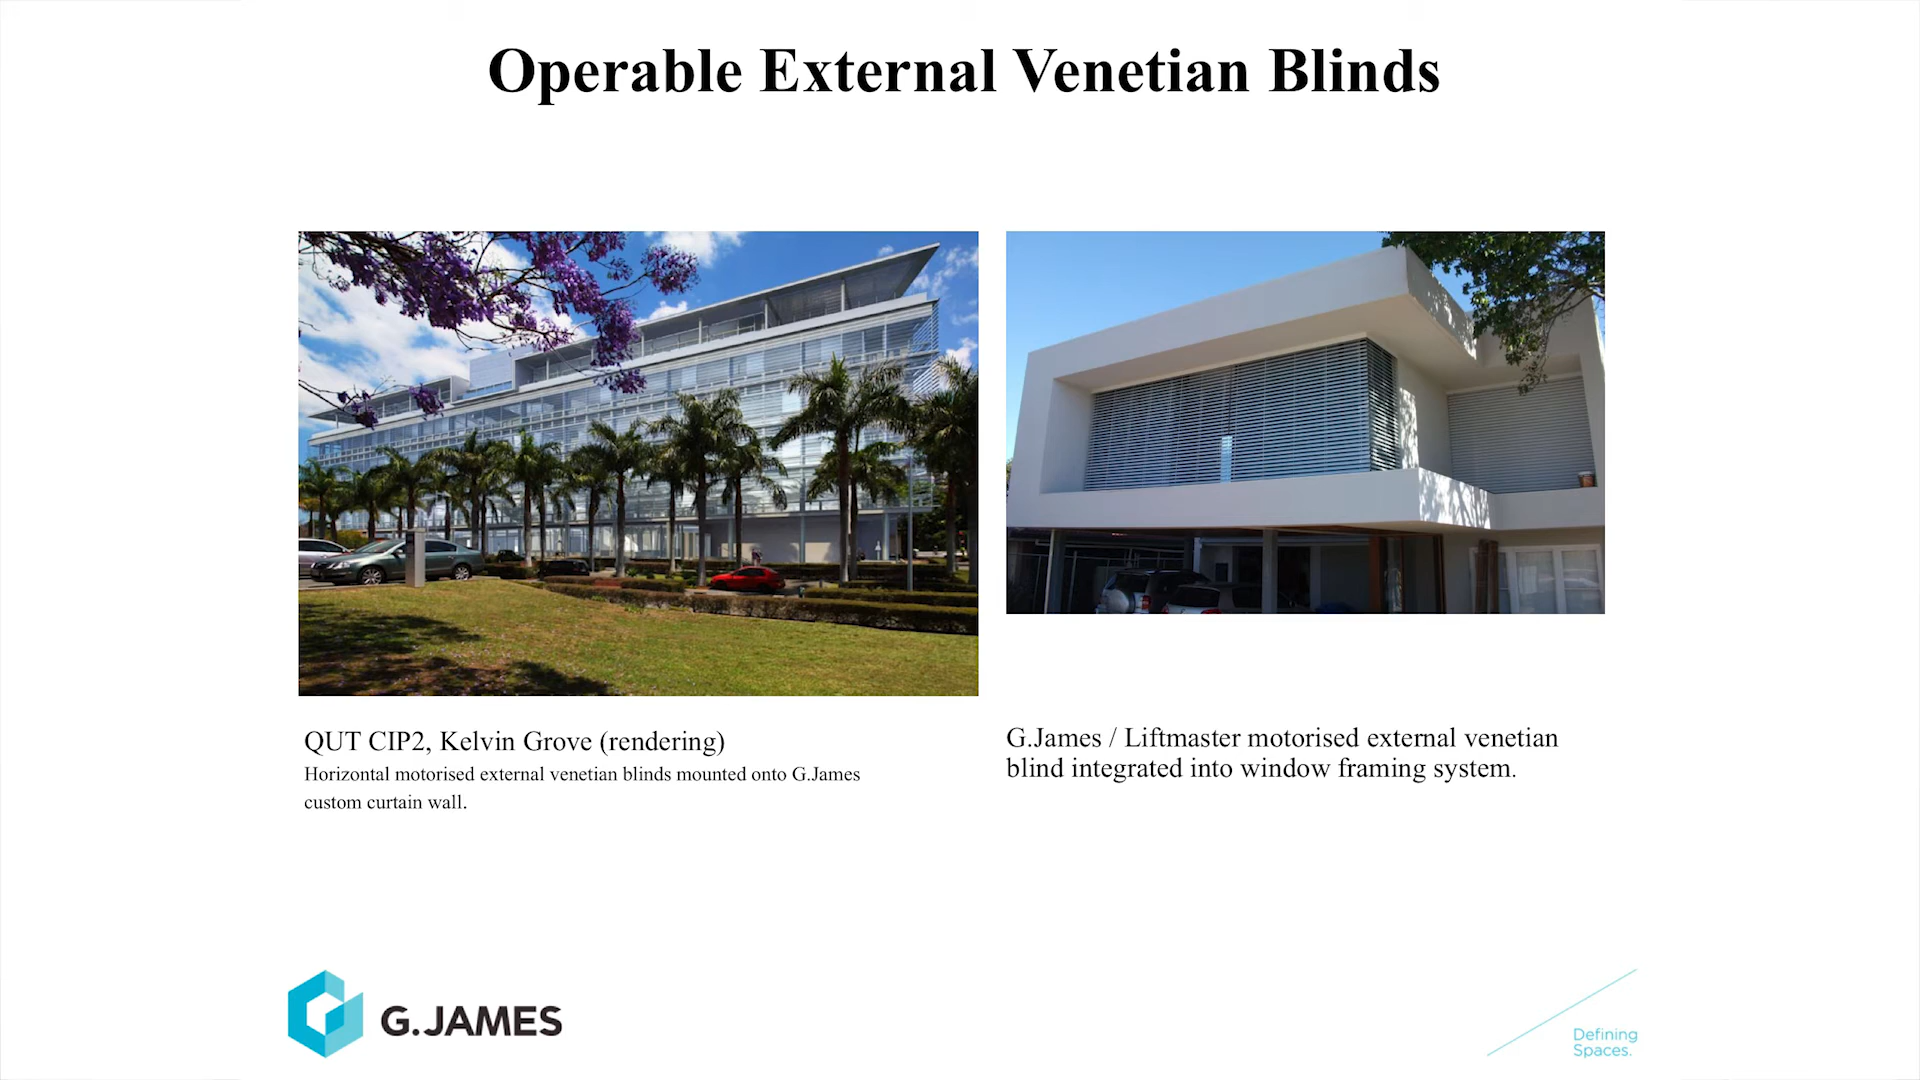 Operable External Venetian Blinds
QUT CIP2, Kelvin Grove (rendering)
Horizontal motorised external venetian blinds mounted onto G.James
custom curtain wall.
G.James / Liftmaster motorised external venetian
blind integrated into window framing system.
G.JAMES
Defining
Spaces.